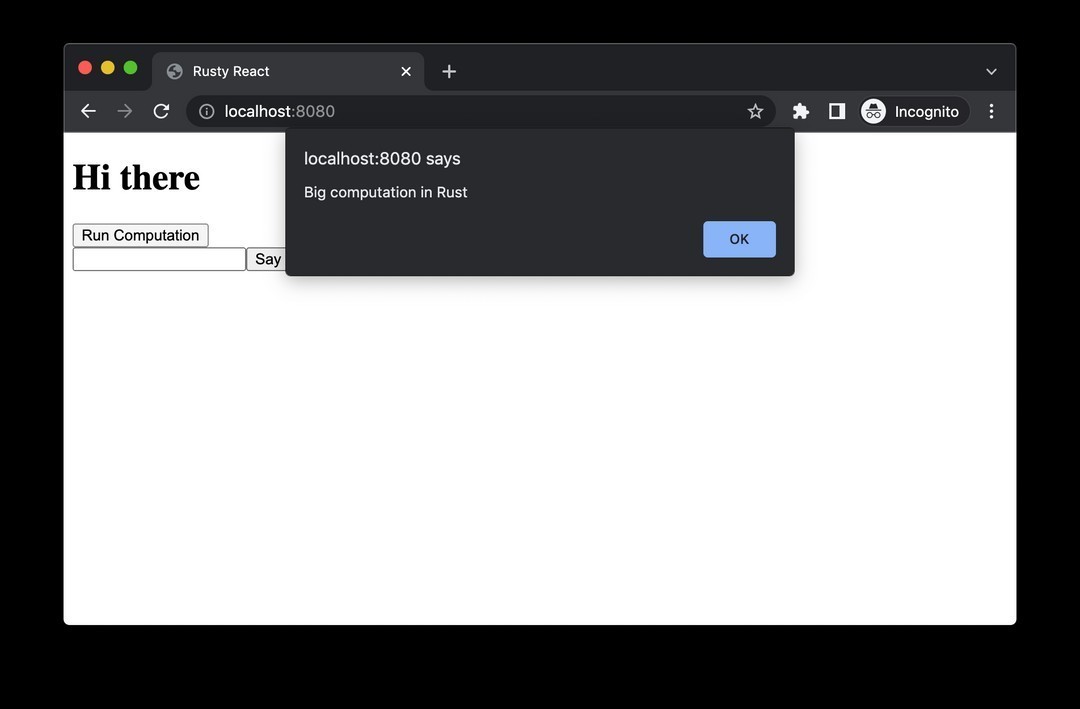 Rusty React
localhost:8080
Incognito
localhost:8080 says
Big computation in Rust
OK
Hi there
Run Computation
Say